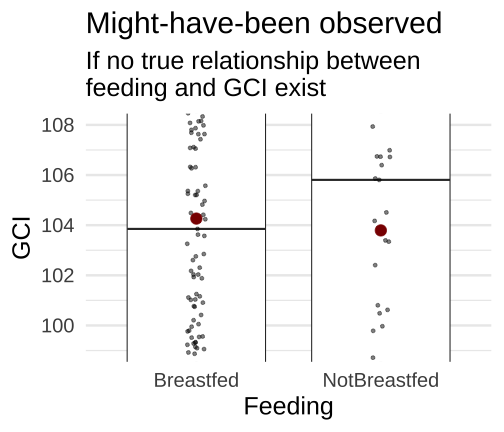 Might-have-been observed
If no true relationship between
feeding and GCI exist
108
106
104
102
100
GCI
Breastfed
NotBreastfed
Feeding